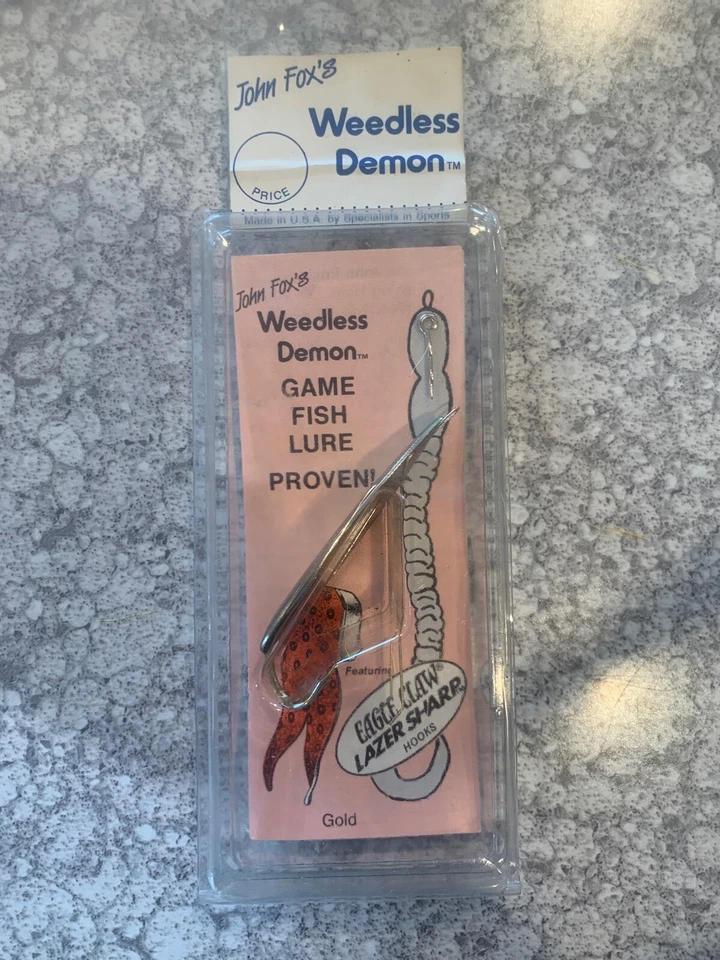 John Fox's
Weedless
Demon™
PRICE
Made in U.S.A. by Specialists in Sports
John Fox's
Weedless
Demon™
GAME
FISH
LURE
PROVEN!
Featuring
EAGLE CLAW®
LAZER SHARP®
HOOKS
Gold